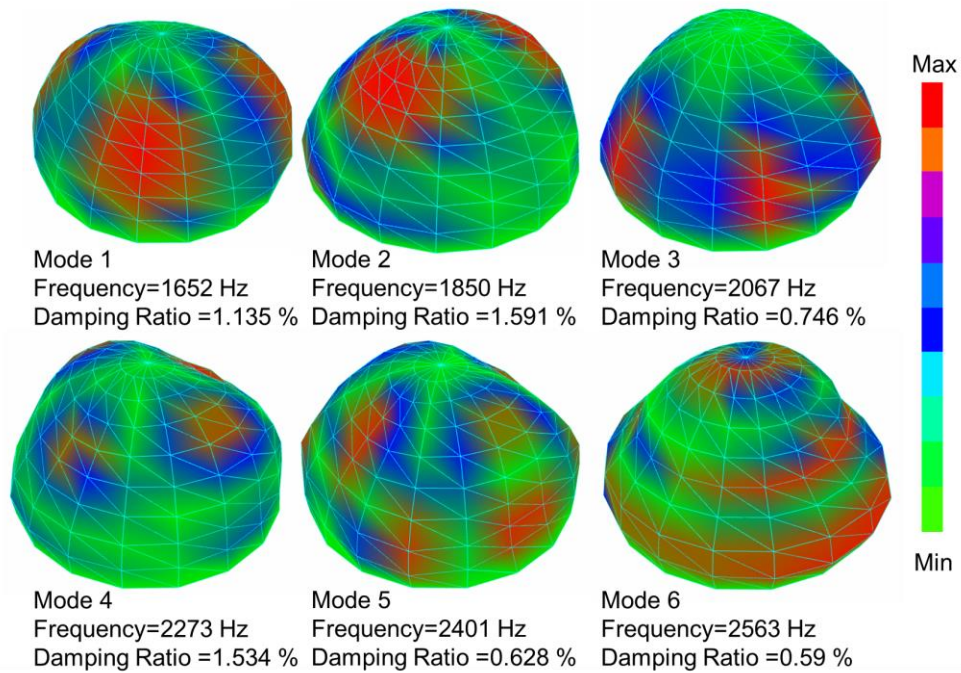 Max
Mode 1
Frequency=1652 Hz
Damping Ratio =1.135 %
Mode 2
Frequency=1850 Hz
Damping Ratio =1.591 %
Mode 3
Frequency=2067 Hz
Damping Ratio =0.746 %
Min
Mode 4
Frequency=2273 Hz
Damping Ratio =1.534 %
Mode 5
Frequency=2401 Hz
Damping Ratio =0.628 %
Mode 6
Frequency=2563 Hz
Damping Ratio =0.59 %